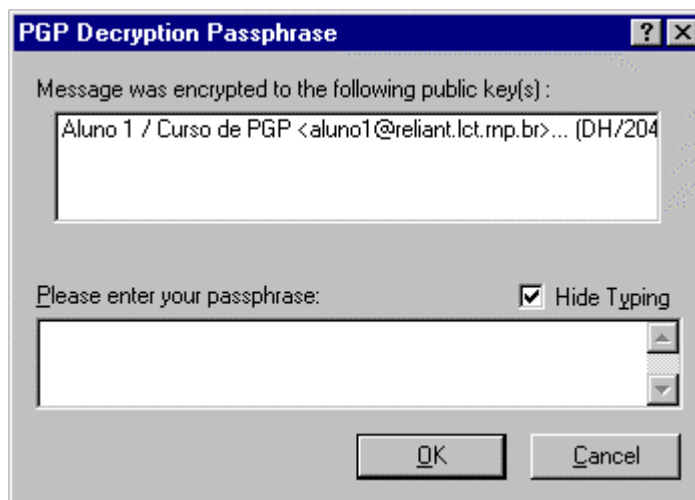 PGP Decryption Passphrase
Message was encrypted to the following public key(s) :
Aluno 1 / Curso de PGP <aluno1@reliant.lct.rnp.br>... (DH/204
Please enter your passphrase:
Hide Typing
OK
Cancel